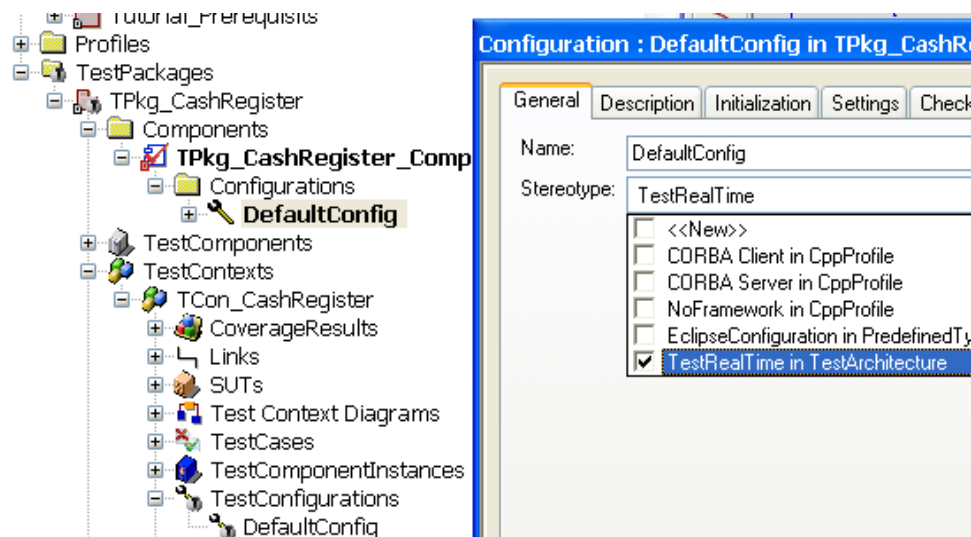 Tutorial_Prerequisits
Profiles
TestPackages
TPkg_CashRegister
Components
TPkg_CashRegister_Comp
Configurations
DefaultConfig
TestComponents
TestContexts
TCon_CashRegister
CoverageResults
Links
SUTs
Test Context Diagrams
TestCases
TestComponentInstances
TestConfigurations
DefaultConfig
Configuration : DefaultConfig in TPkg_CashRe
General Description Initialization Settings Check
Name: DefaultConfig
Stereotype: TestRealTime
<<New>>
CORBA Client in CppProfile
CORBA Server in CppProfile
NoFramework in CppProfile
EclipseConfiguration in PredefinedTy
TestRealTime in TestArchitecture